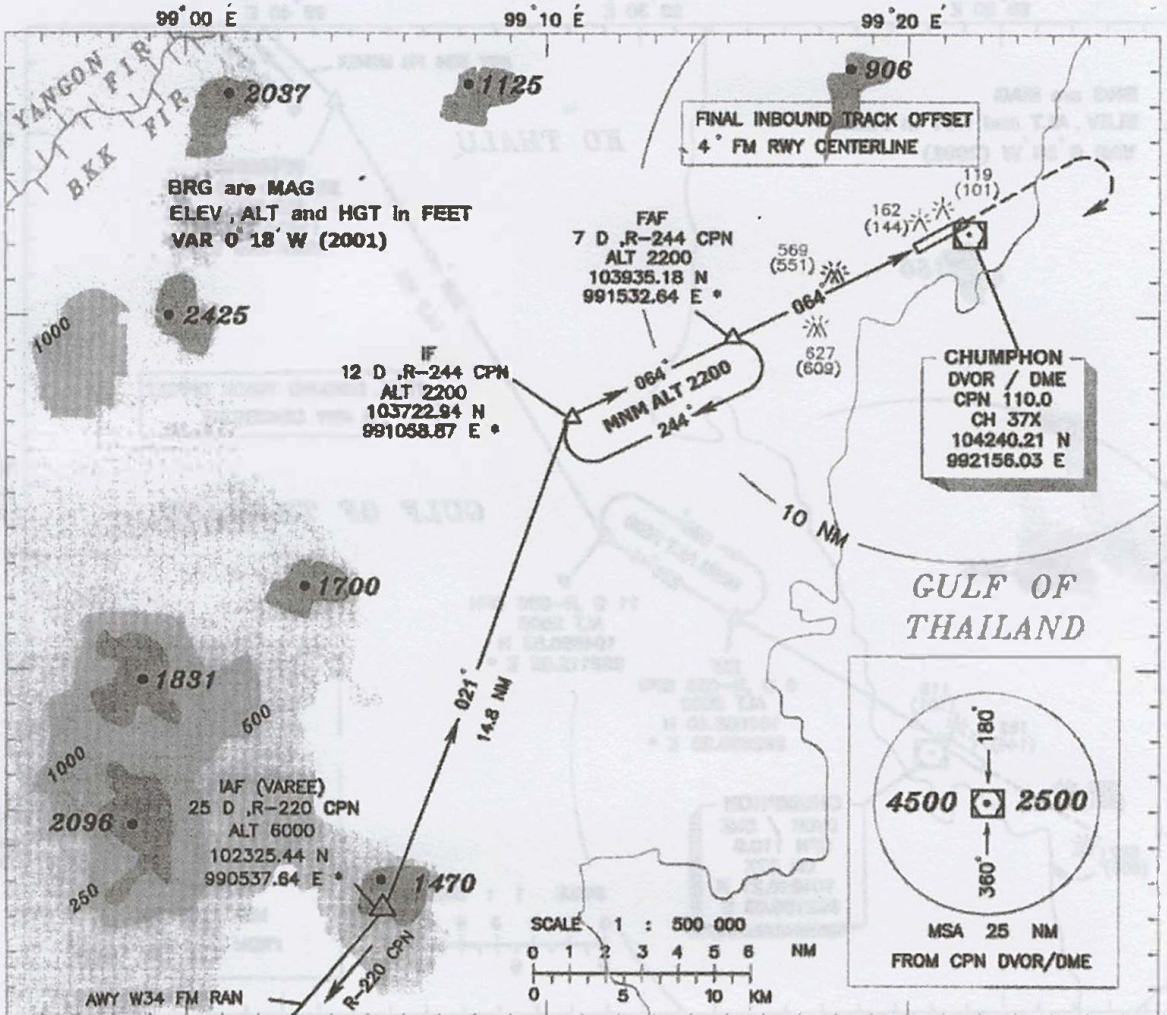 99° 00 É
99° 10 É
99° 20 É
YANGON FIR
BKK FIR
2037
1125
906
FINAL INBOUND TRACK OFFSET
4° FM RWY CENTERLINE
BRG are MAG
ELEV, ALT and HGT in FEET
VAR 0° 18' W (2001)
119
(101)
162
(144)
FAF
7 D ,R-244 CPN
ALT 2200
103935.18 N
991532.64 E *
569
(551)
064°
627
(609)
2425
1000
IF
12 D ,R-244 CPN
ALT 2200
103722.94 N
991058.87 E *
064°
MNM ALT 2200
244°
CHUMPHON
DVOR / DME
CPN 110.0
CH 37X
104240.21 N
992156.03 E
10 NM
GULF OF
THAILAND
1700
1831
600
1000
021°
14.8 NM
IAF (VAREE)
25 D ,R-220 CPN
ALT 6000
102325.44 N
990537.64 E *
2096
250
1470
R-220 CPN
AWY W34 FM RAN
SCALE 1 : 500 000
0 1 2 3 4 5 6 NM
0 5 10 KM
180°
4500
2500
360°
MSA 25 NM
FROM CPN DVOR/DME